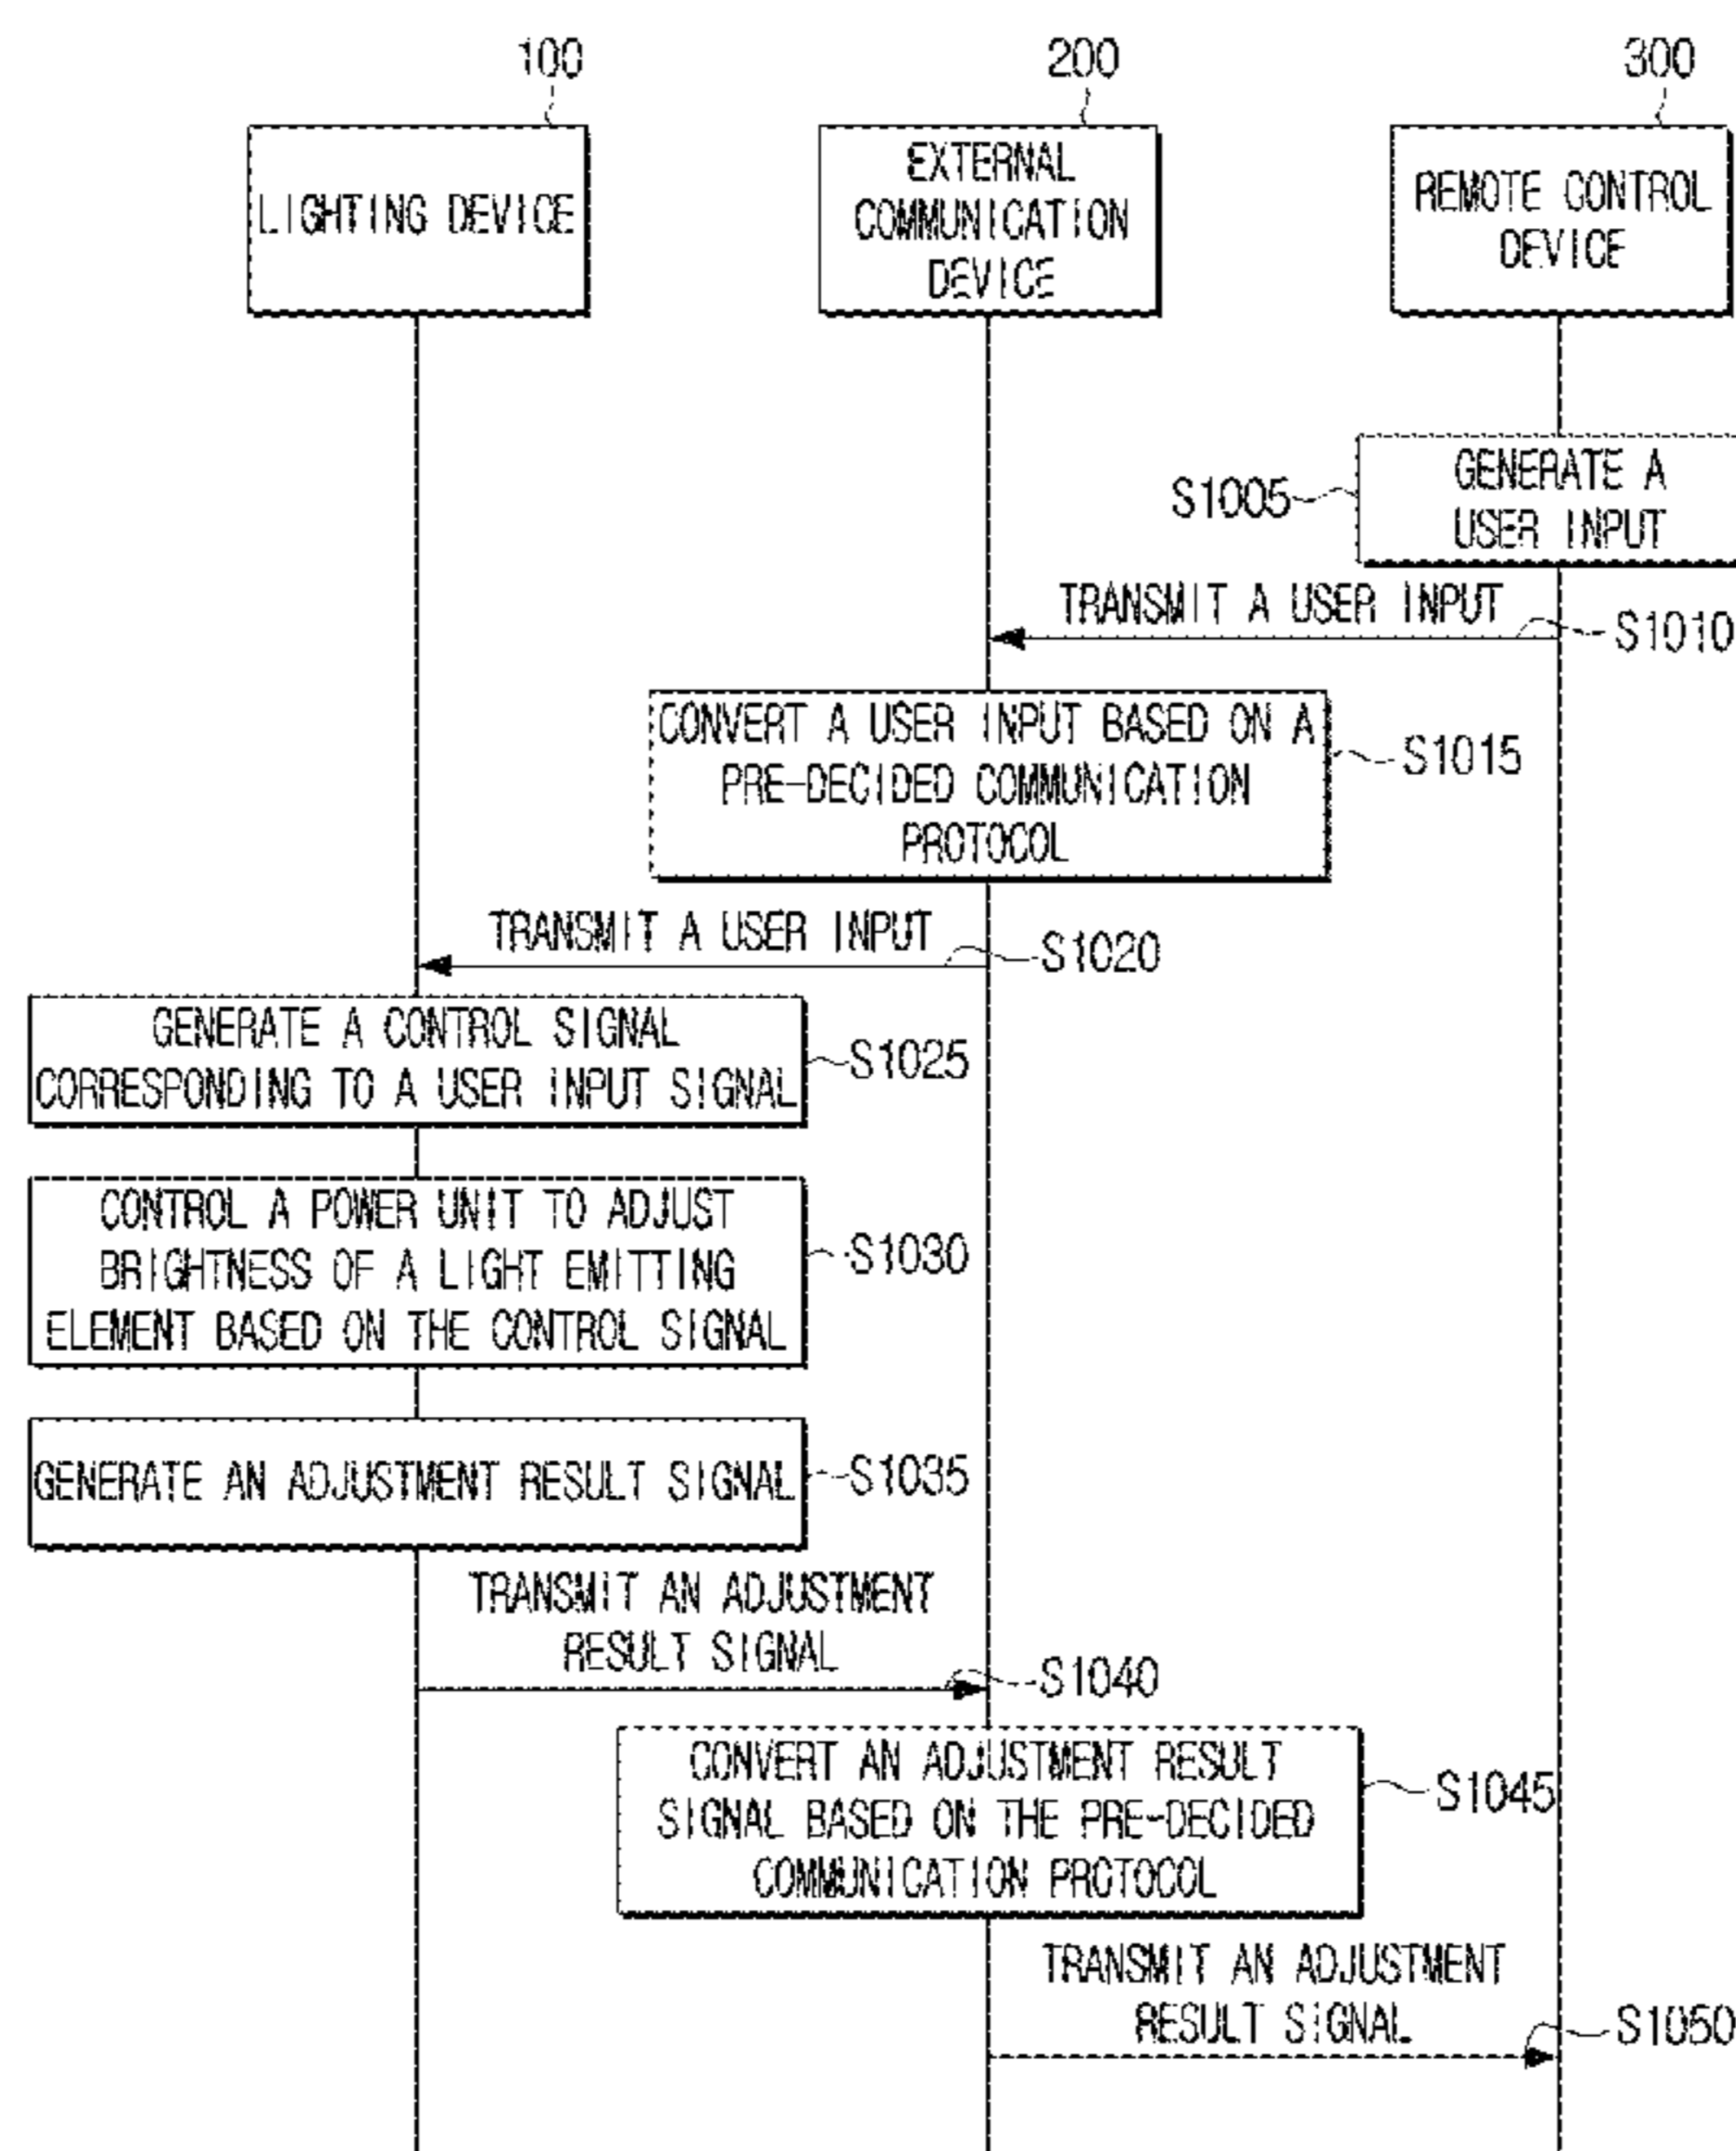 100
200
300
LIGHTING DEVICE
EXTERNAL
COMMUNICATION
DEVICE
REMOTE CONTROL
DEVICE
S1005
GENERATE A
USER INPUT
TRANSMIT A USER INPUT
S1010
CONVERT A USER INPUT BASED ON A
PRE-DECIDED COMMUNICATION
PROTOCOL
S1015
TRANSMIT A USER INPUT
S1020
GENERATE A CONTROL SIGNAL
CORRESPONDING TO A USER INPUT SIGNAL
S1025
CONTROL A POWER UNIT TO ADJUST
BRIGHTNESS OF A LIGHT EMITTING
ELEMENT BASED ON THE CONTROL SIGNAL
S1030
GENERATE AN ADJUSTMENT RESULT SIGNAL
S1035
TRANSMIT AN ADJUSTMENT
RESULT SIGNAL
S1040
CONVERT AN ADJUSTMENT RESULT
SIGNAL BASED ON THE PRE-DECIDED
COMMUNICATION PROTOCOL
S1045
TRANSMIT AN ADJUSTMENT
RESULT SIGNAL
S1050